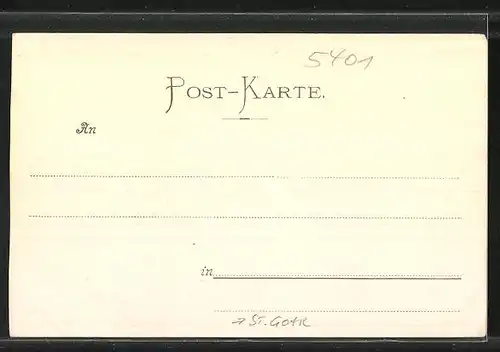 5401
POST-KARTE.
An
in
→ ST. GOAR